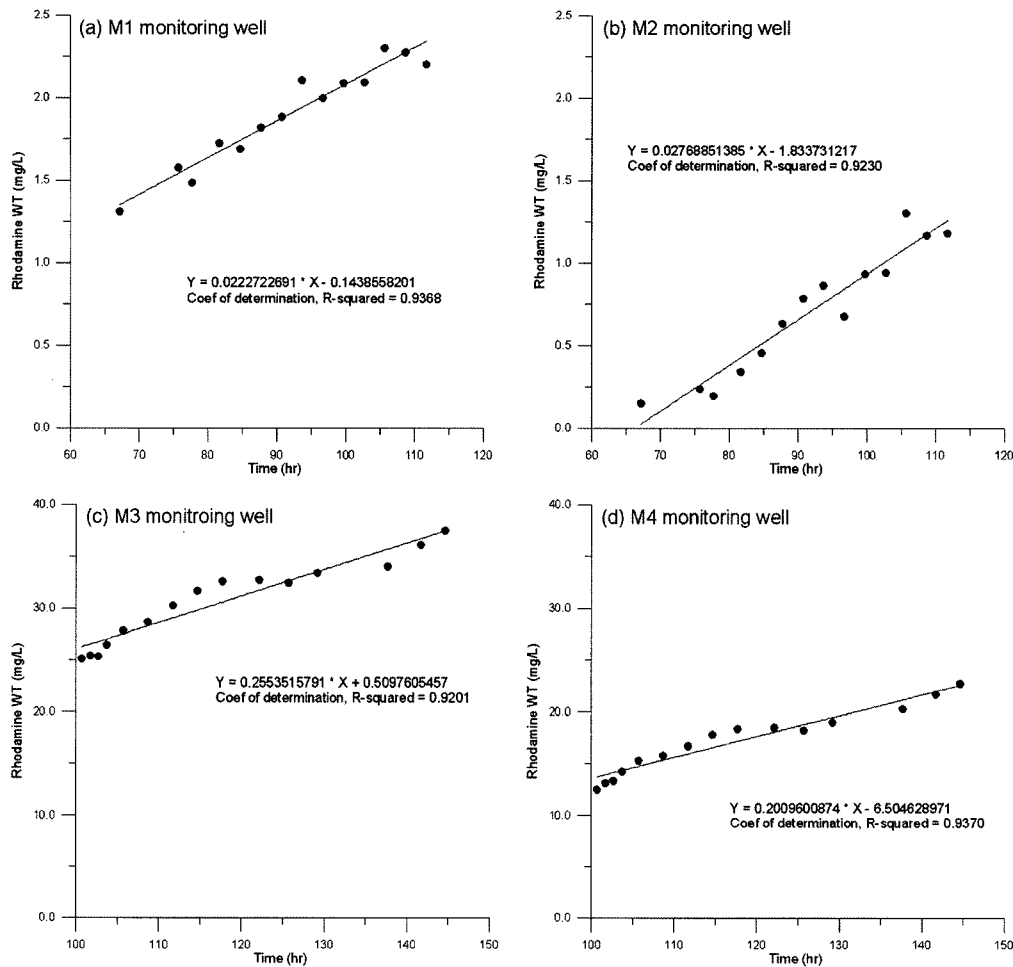 (a) M1 monitoring well
2.5
2.0
1.5
1.0
0.5
0.0
Rhodamine WT (mg/L)
Y = 0.0222722691 * X - 0.1438558201
Coef of determination, R-squared = 0.9368
60 70 80 90 100 110 120
Time (hr)
(b) M2 monitoring well
2.5
2.0
1.5
1.0
0.5
0.0
Rhodamine WT (mg/L)
Y = 0.02768851385 * X - 1.833731217
Coef of determination, R-squared = 0.9230
60 70 80 90 100 110 120
Time (hr)
(c) M3 monitroing well
40.0
30.0
20.0
10.0
0.0
Rhodamine WT (mg/L)
Y = 0.2553515791 * X + 0.5097605457
Coef of determination, R-squared = 0.9201
100 110 120 130 140 150
Time (hr)
(d) M4 monitoring well
40.0
30.0
20.0
10.0
0.0
Rhodamine WT (mg/L)
Y = 0.2009600874 * X - 6.504628971
Coef of determination, R-squared = 0.9370
100 110 120 130 140 150
Time (hr)